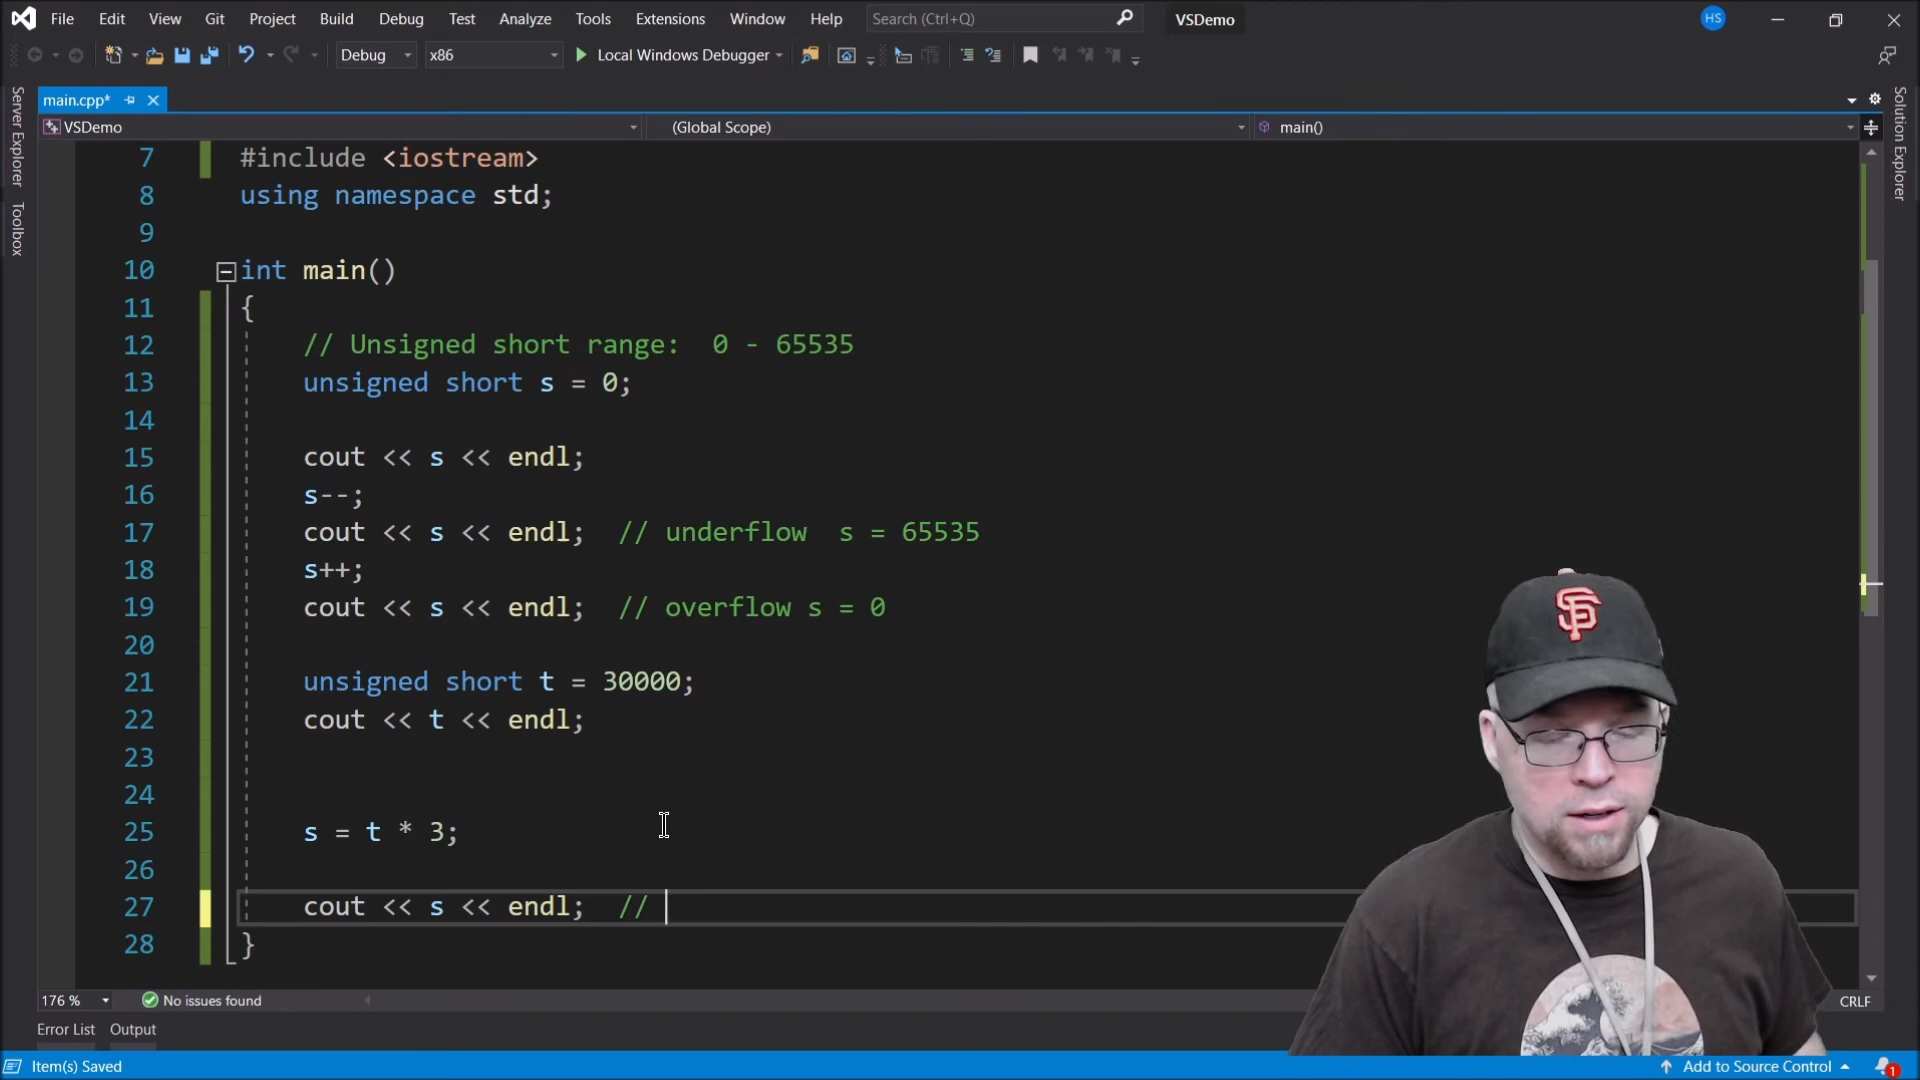 File Edit View Git Project Build Debug Test Analyze Tools Extensions Window Help Search (Ctrl+Q) VSDemo HS
Debug x86 Local Windows Debugger
main.cpp*
VSDemo (Global Scope) main()
Server Explorer
Toolbox
Solution Explorer
7 #include <iostream>
8 using namespace std;
9
10 int main()
11 {
12 // Unsigned short range:  0 - 65535
13 unsigned short s = 0;
14
15 cout << s << endl;
16 s--;
17 cout << s << endl;  // underflow  s = 65535
18 s++;
19 cout << s << endl;  // overflow s = 0
20
21 unsigned short t = 30000;
22 cout << t << endl;
23
24
25 s = t * 3;
26
27 cout << s << endl;  //
28 }
SF
176 % No issues found CRLF
Error List Output
Item(s) Saved Add to Source Control 1